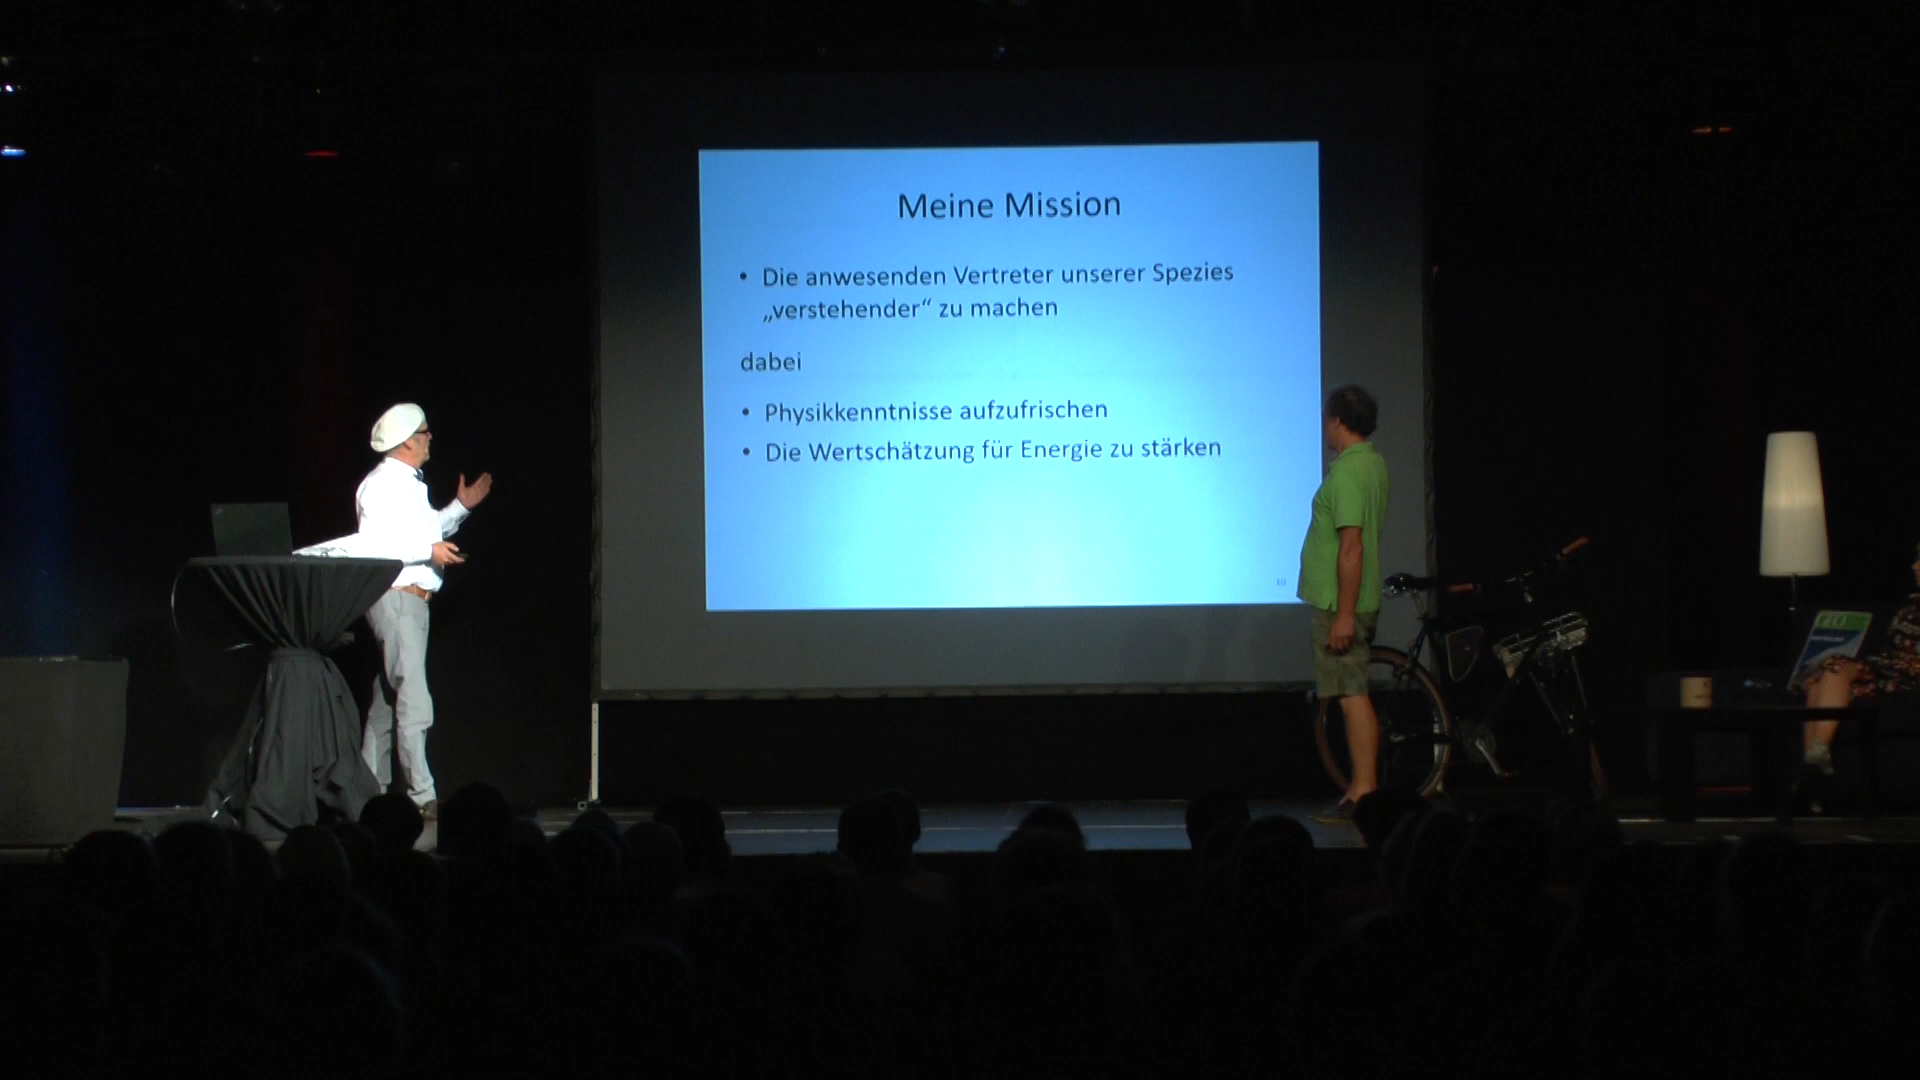 Meine Mission
• Die anwesenden Vertreter unserer Spezies
„verstehender“ zu machen
dabei
• Physikkenntnisse aufzufrischen
• Die Wertschätzung für Energie zu stärken
10